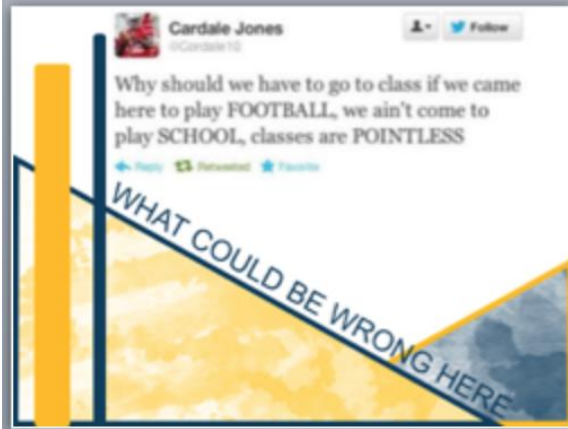 Cardale Jones
@Cordale10
Follow
Why should we have to go to class if we came
here to play FOOTBALL, we ain't come to
play SCHOOL, classes are POINTLESS
Reply Retweeted Favorite
WHAT COULD BE WRONG HERE